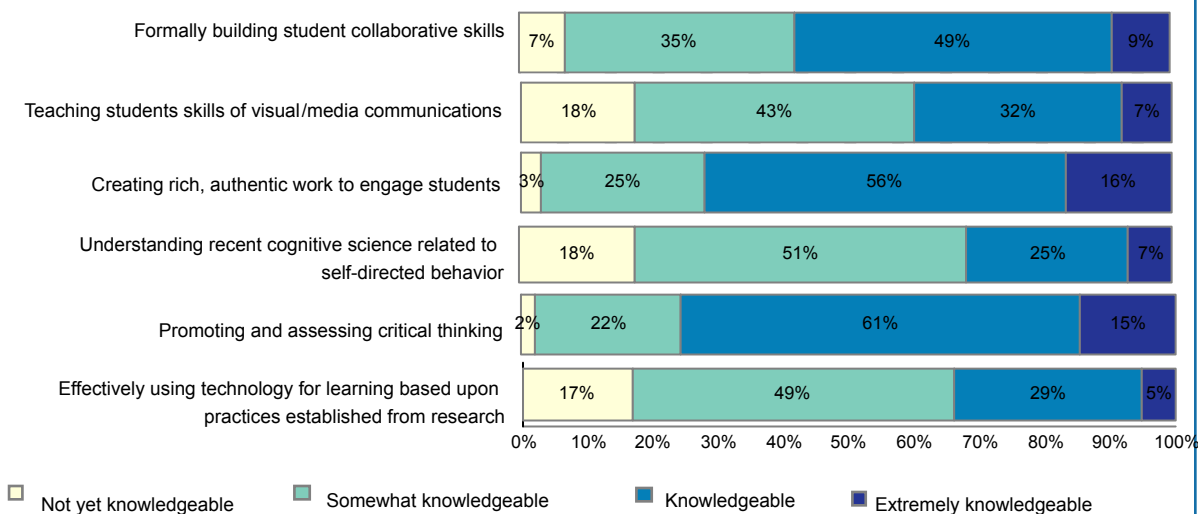 Formally building student collaborative skills
7% 35% 49% 9%
Teaching students skills of visual/media communications
18% 43% 32% 7%
Creating rich, authentic work to engage students
3% 25% 56% 16%
Understanding recent cognitive science related to
self-directed behavior
18% 51% 25% 7%
Promoting and assessing critical thinking
2% 22% 61% 15%
Effectively using technology for learning based upon
practices established from research
17% 49% 29% 5%
0% 10% 20% 30% 40% 50% 60% 70% 80% 90% 100%
Not yet knowledgeable Somewhat knowledgeable Knowledgeable Extremely knowledgeable